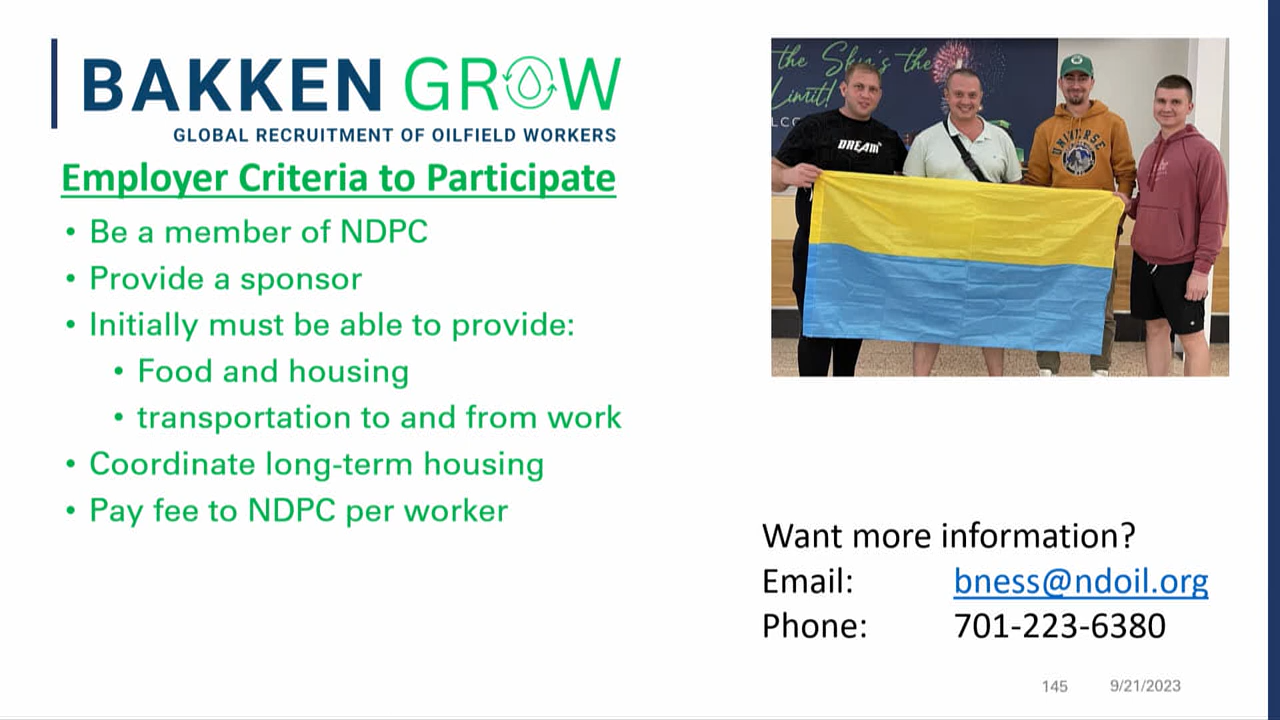 BAKKEN GROW
GLOBAL RECRUITMENT OF OILFIELD WORKERS
Employer Criteria to Participate
• Be a member of NDPC
• Provide a sponsor
• Initially must be able to provide:
• Food and housing
• transportation to and from work
• Coordinate long-term housing
• Pay fee to NDPC per worker
the Sky's the
Limit!
DREAM
UNIVERSE
Want more information?
Email: bness@ndoil.org
Phone: 701-223-6380
145 9/21/2023